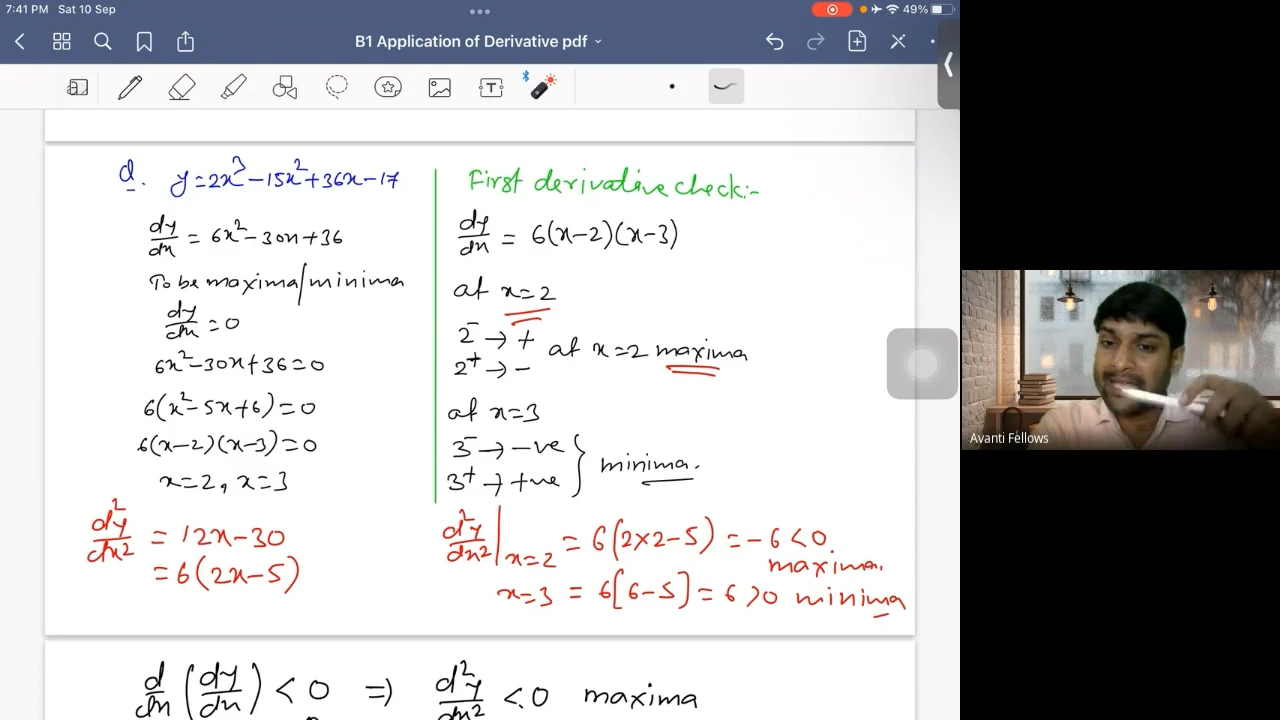 7:41 PM Sat 10 Sep
49%
B1 Application of Derivative pdf
T
Q. y=2x³-15x²+36x-17
dy/dx = 6x²-30x+36
To be maxima/minima
dy/dx = 0
6x²-30x+36=0
6(x²-5x+6)=0
6(x-2)(x-3)=0
x=2, x=3
d²y/dx² = 12x-30
= 6(2x-5)
First derivative check:-
dy/dx = 6(x-2)(x-3)
at x=2
2⁻ → +
2⁺ → -
at x=2 maxima
at x=3
3⁻ → -ve
3⁺ → +ve
} minima.
d²y/dx² |x=2 = 6(2×2-5) = -6<0
maxima.
x=3 = 6[6-5] = 6>0 minima
d/dx (dy/dx) < 0 ⇒ d²y/dx² < 0 maxima
Avanti Fellows